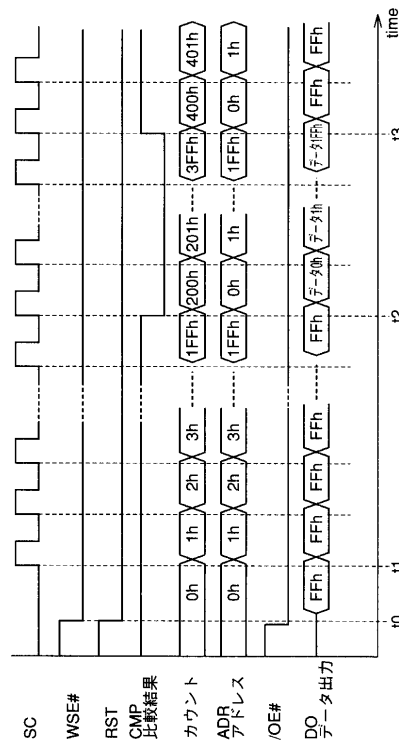 SC
WSE#
RST
CMP
比較結果
カウント
0h 1h 2h 3h 1FFh 200h 201h 3FFh 400h 401h
ADR
アドレス
0h 1h 2h 3h 1FFh 0h 1h 1FFh 0h 1h
/OE#
DO
データ出力
FFh FFh FFh FFh FFh データ0h データ1h データ1FFh FFh FFh
t0 t1 t2 t3 time